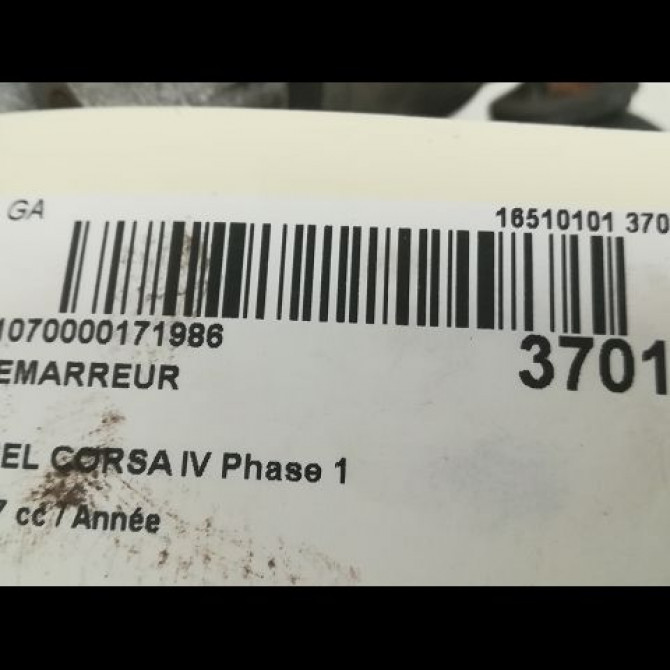 GA
16510101 370
1070000171986
3701
EMARREUR
EL CORSA IV Phase 1
7 cc / Année